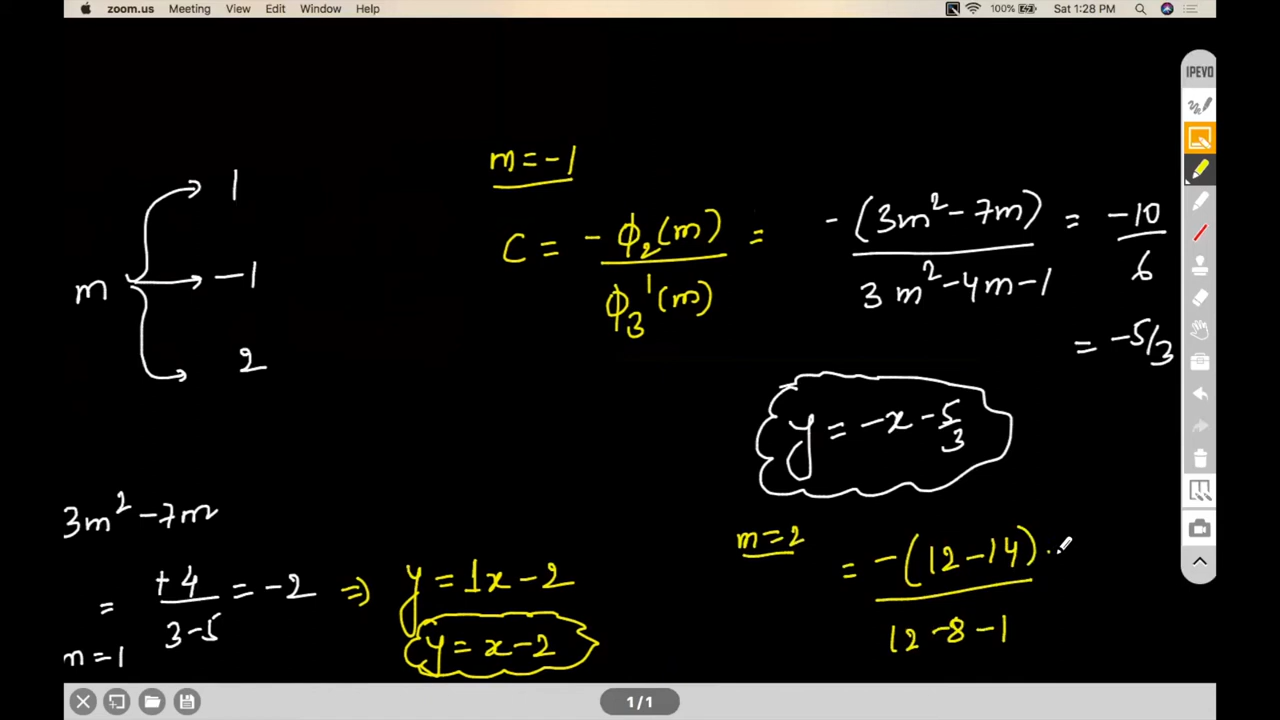 zoom.us Meeting View Edit Window Help 100% Sat 1:28 PM
IPEVO
m → 1
→ -1
→ 2
m = -1
C = -ϕ₂(m) / ϕ₃'(m) = -(3m² - 7m) / 3m² - 4m - 1 = -10 / 6
= -5/3
y = -x - 5/3
3m² - 7m
m = 1 = +4 / 3-5 = -2 ⇒ y = 1x - 2
y = x - 2
m = 2 = -(12 - 14) / 12 - 8 - 1
1/1